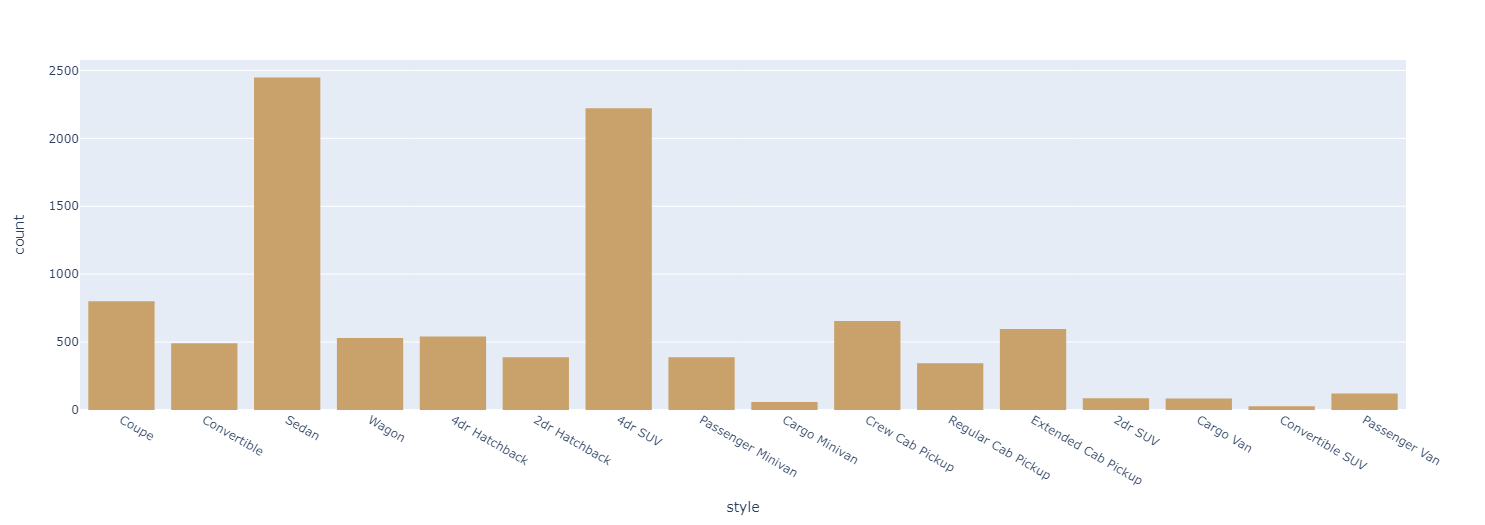 count
2500
2000
1500
1000
500
0
Coupe
Convertible
Sedan
Wagon
4dr Hatchback
2dr Hatchback
4dr SUV
Passenger Minivan
Cargo Minivan
Crew Cab Pickup
Regular Cab Pickup
Extended Cab Pickup
2dr SUV
Cargo Van
Convertible SUV
Passenger Van
style